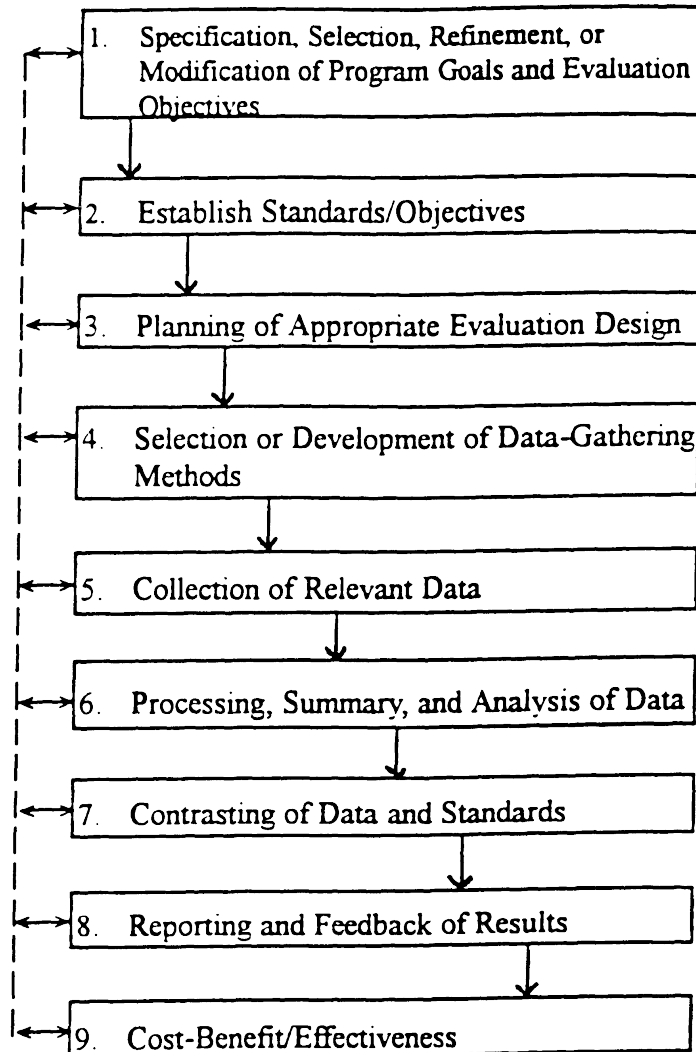 1. Specification, Selection, Refinement, or
Modification of Program Goals and Evaluation
Objectives
2. Establish Standards/Objectives
3. Planning of Appropriate Evaluation Design
4. Selection or Development of Data-Gathering
Methods
5. Collection of Relevant Data
6. Processing, Summary, and Analysis of Data
7. Contrasting of Data and Standards
8. Reporting and Feedback of Results
9. Cost-Benefit/Effectiveness